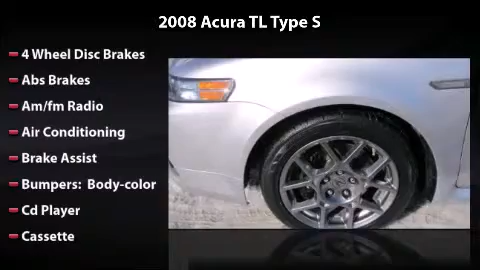 2008 Acura TL Type S
4 Wheel Disc Brakes
Abs Brakes
Am/fm Radio
Air Conditioning
Brake Assist
Bumpers: Body-color
Cd Player
Cassette